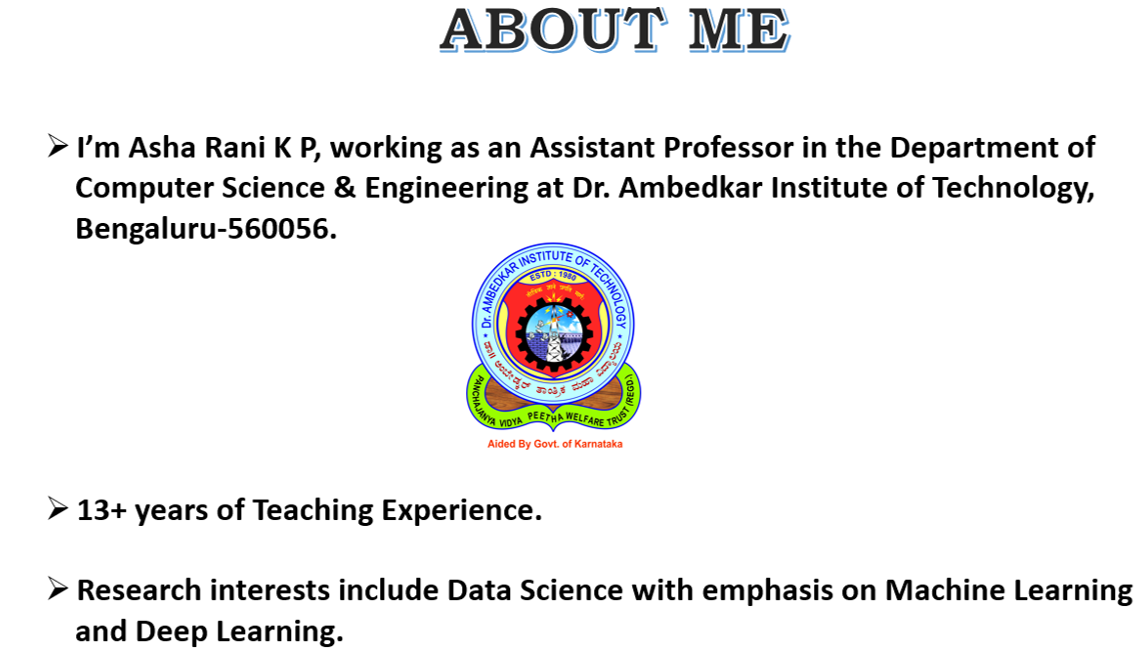 ABOUT ME
➢ I’m Asha Rani K P, working as an Assistant Professor in the Department of
Computer Science & Engineering at Dr. Ambedkar Institute of Technology,
Bengaluru-560056.
Dr. AMBEDKAR INSTITUTE OF TECHNOLOGY
ESTD : 1980
ಡಾ|| ಅಂಬೇಡ್ಕರ್ ತಾಂತ್ರಿಕ ಮಹಾ ವಿದ್ಯಾಲಯ
PANCHAJANYA VIDYA PEETHA WELFARE TRUST (REGD.)
Aided By Govt. of Karnataka
➢ 13+ years of Teaching Experience.
➢ Research interests include Data Science with emphasis on Machine Learning
and Deep Learning.